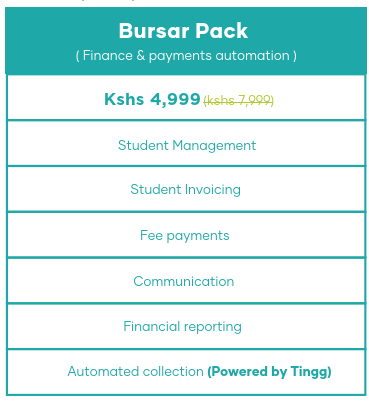 Bursar Pack
( Finance & payments automation )
Kshs 4,999 (kshs 7,999)
Student Management
Student Invoicing
Fee payments
Communication
Financial reporting
Automated collection (Powered by Tingg)